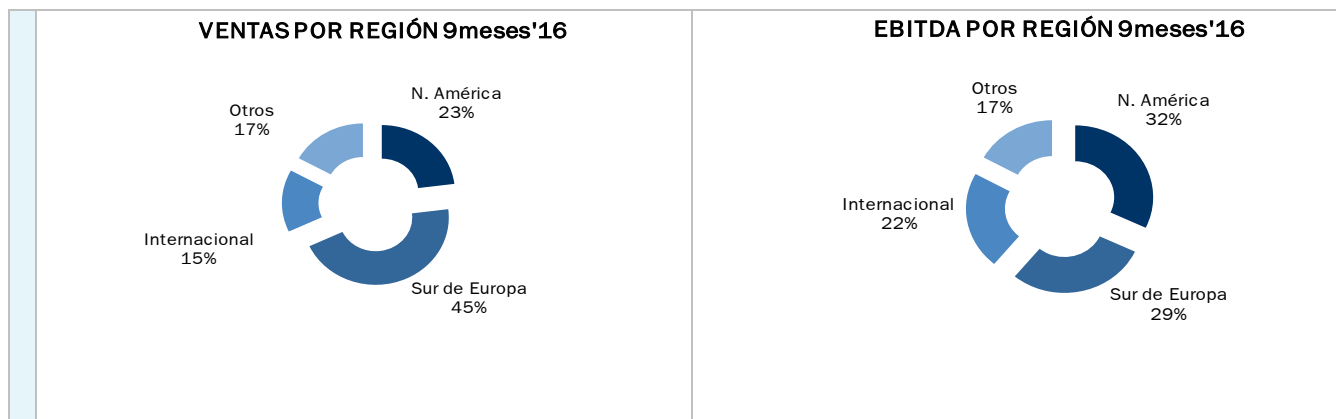 VENTAS POR REGIÓN 9meses'16
N. América
23%
Otros
17%
Internacional
15%
Sur de Europa
45%
EBITDA POR REGIÓN 9meses'16
Otros
17%
N. América
32%
Internacional
22%
Sur de Europa
29%